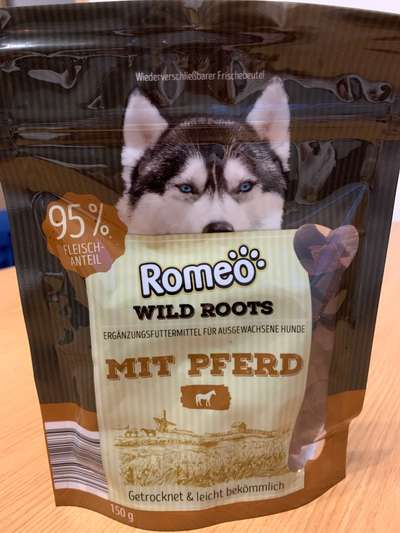 Wiederverschließbarer Frischebeutel
95%
FLEISCH-
ANTEIL
Romeo
WILD ROOTS
ERGÄNZUNGSFUTTERMITTEL FÜR AUSGEWACHSENE HUNDE
MIT PFERD
Getrocknet & leicht bekömmlich
150 g